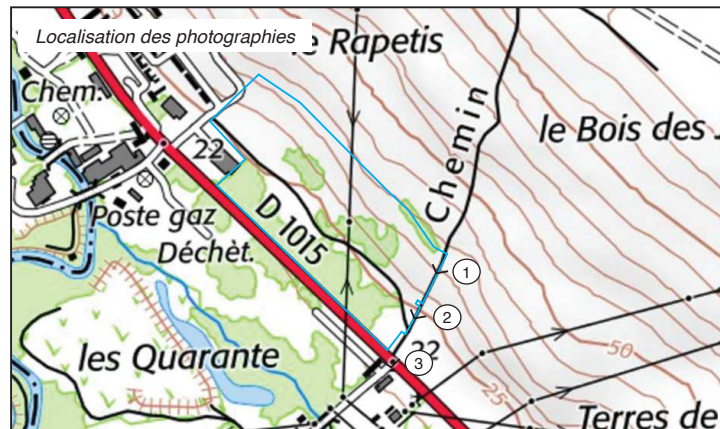 Localisation des photographies
le Rapetis
Chem.
Chemin
le Bois des
22
Poste gaz
D 1015
Déchèt.
1
2
les Quarante
22
3
50
25
Terres de